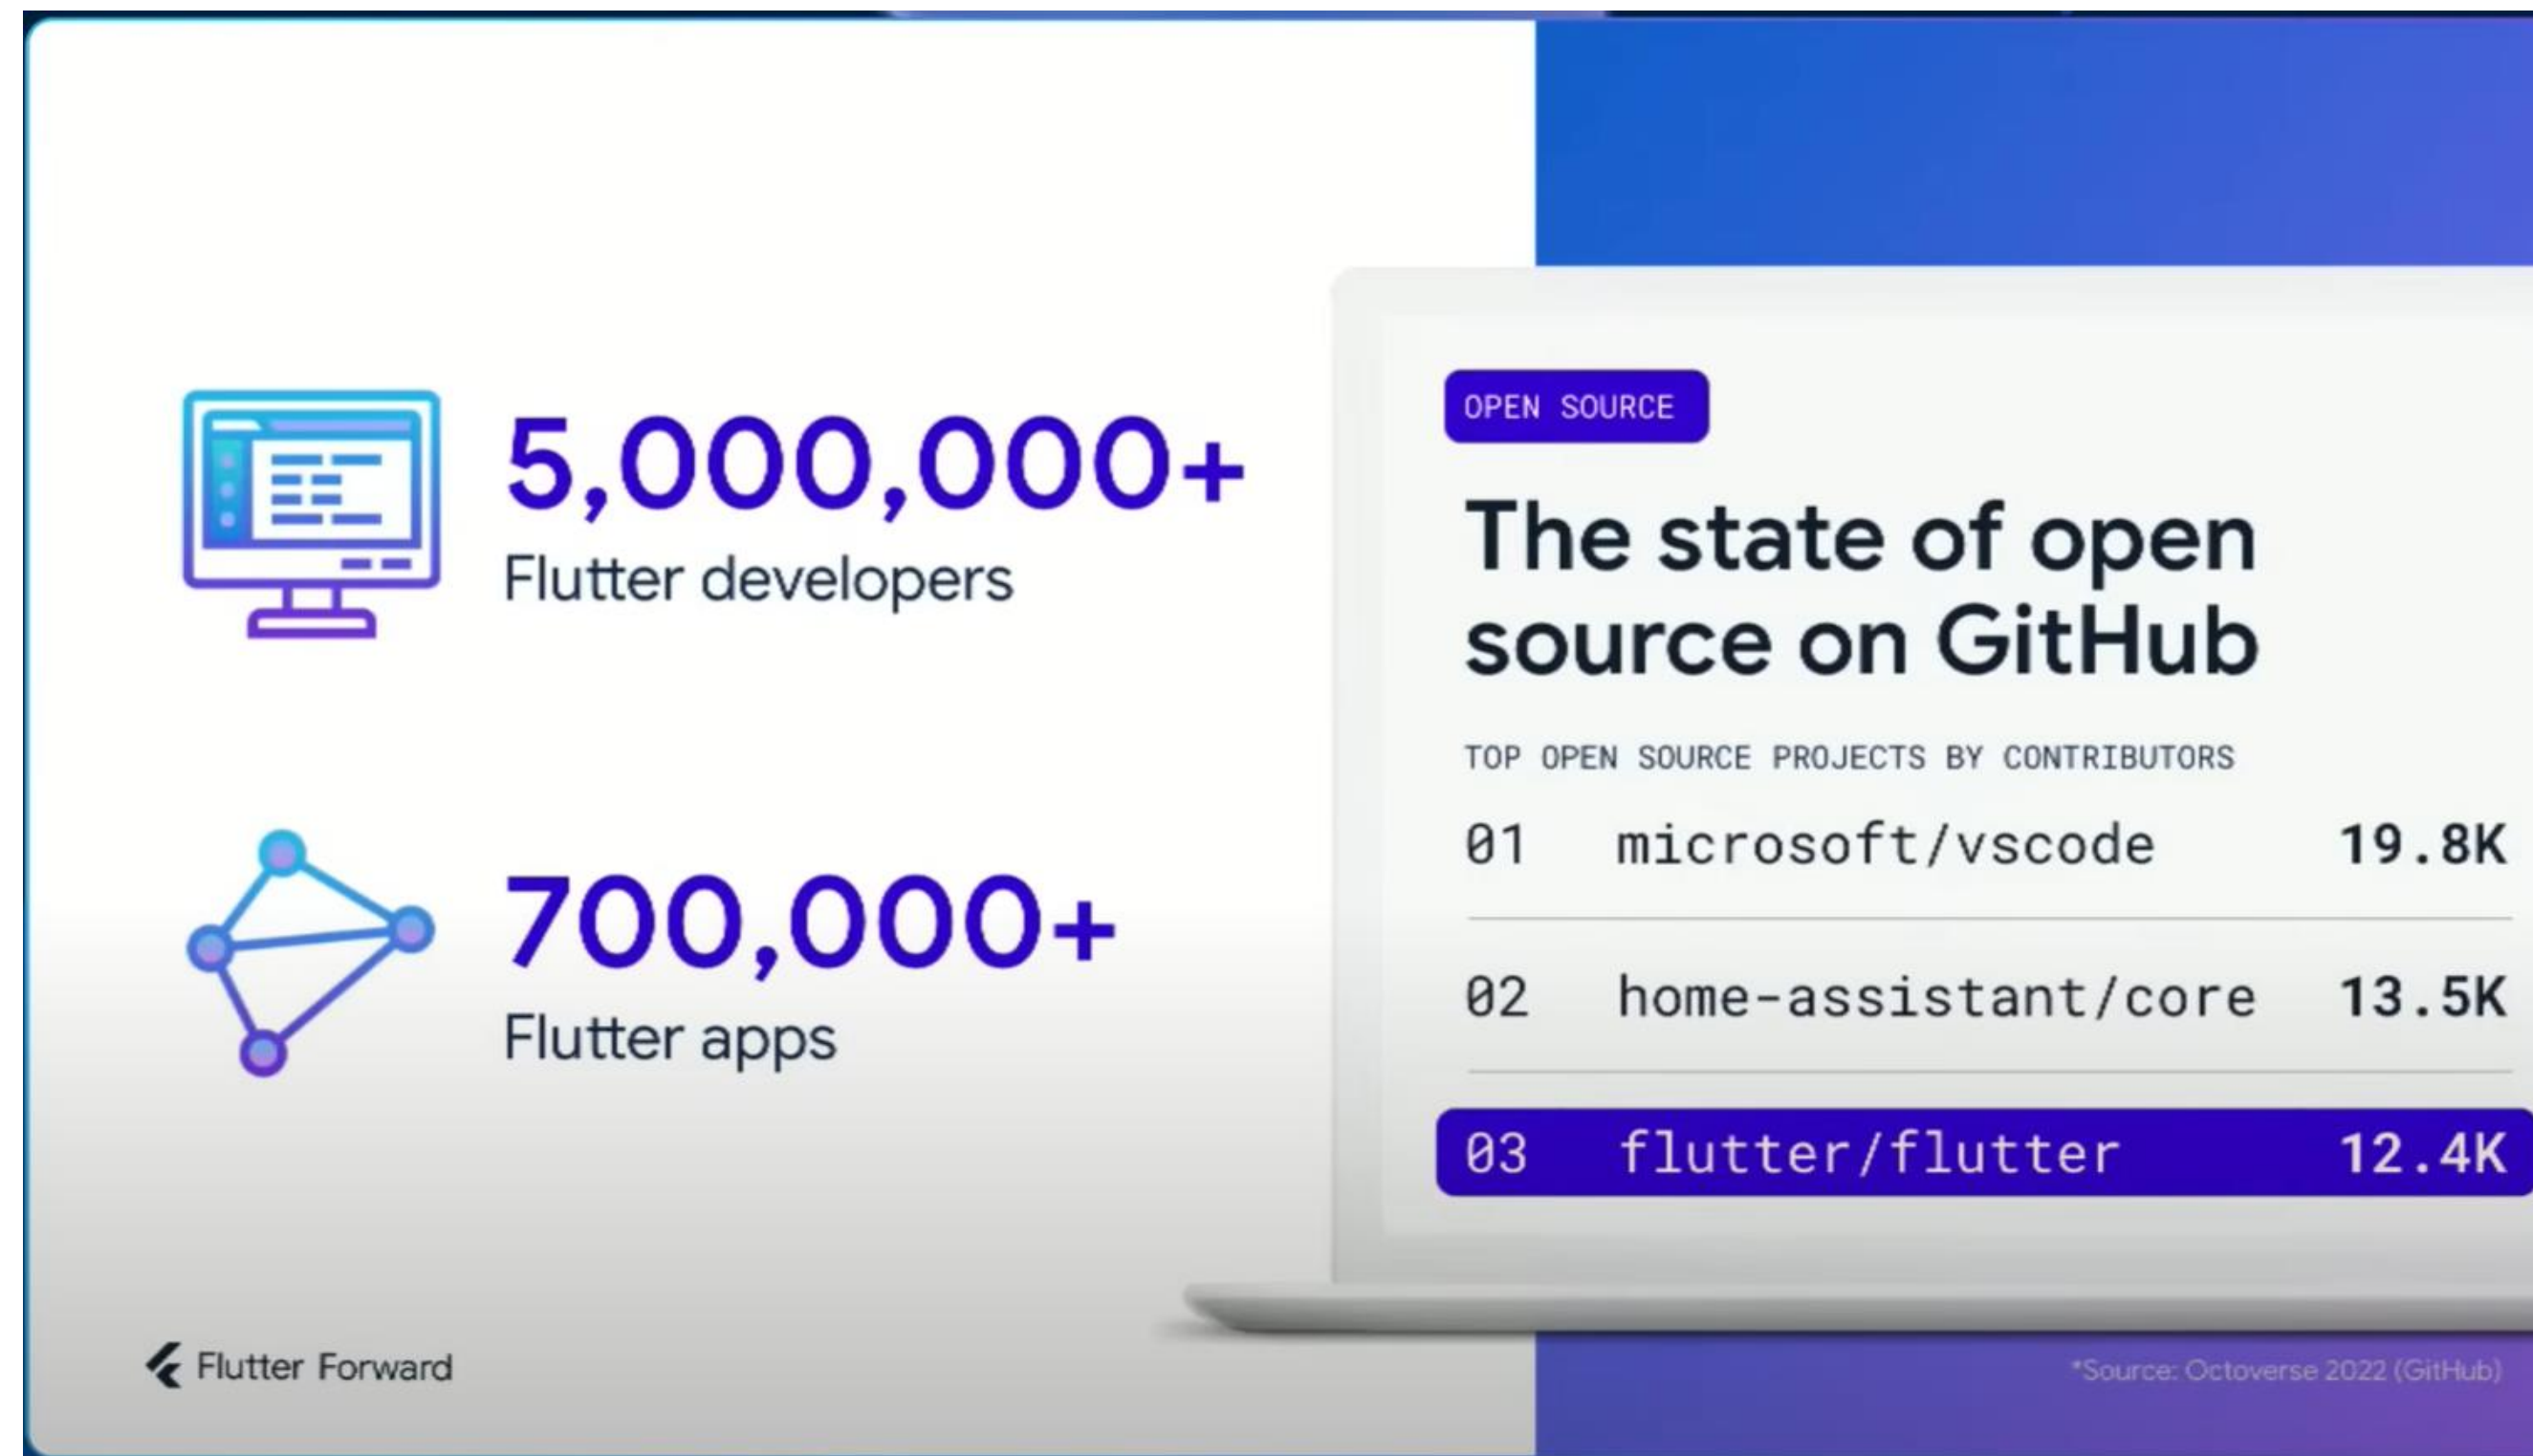 5,000,000+
Flutter developers
700,000+
Flutter apps
Flutter Forward
OPEN SOURCE
The state of open
source on GitHub
TOP OPEN SOURCE PROJECTS BY CONTRIBUTORS
01 microsoft/vscode 19.8K
02 home-assistant/core 13.5K
03 flutter/flutter 12.4K
*Source: Octoverse 2022 (GitHub)